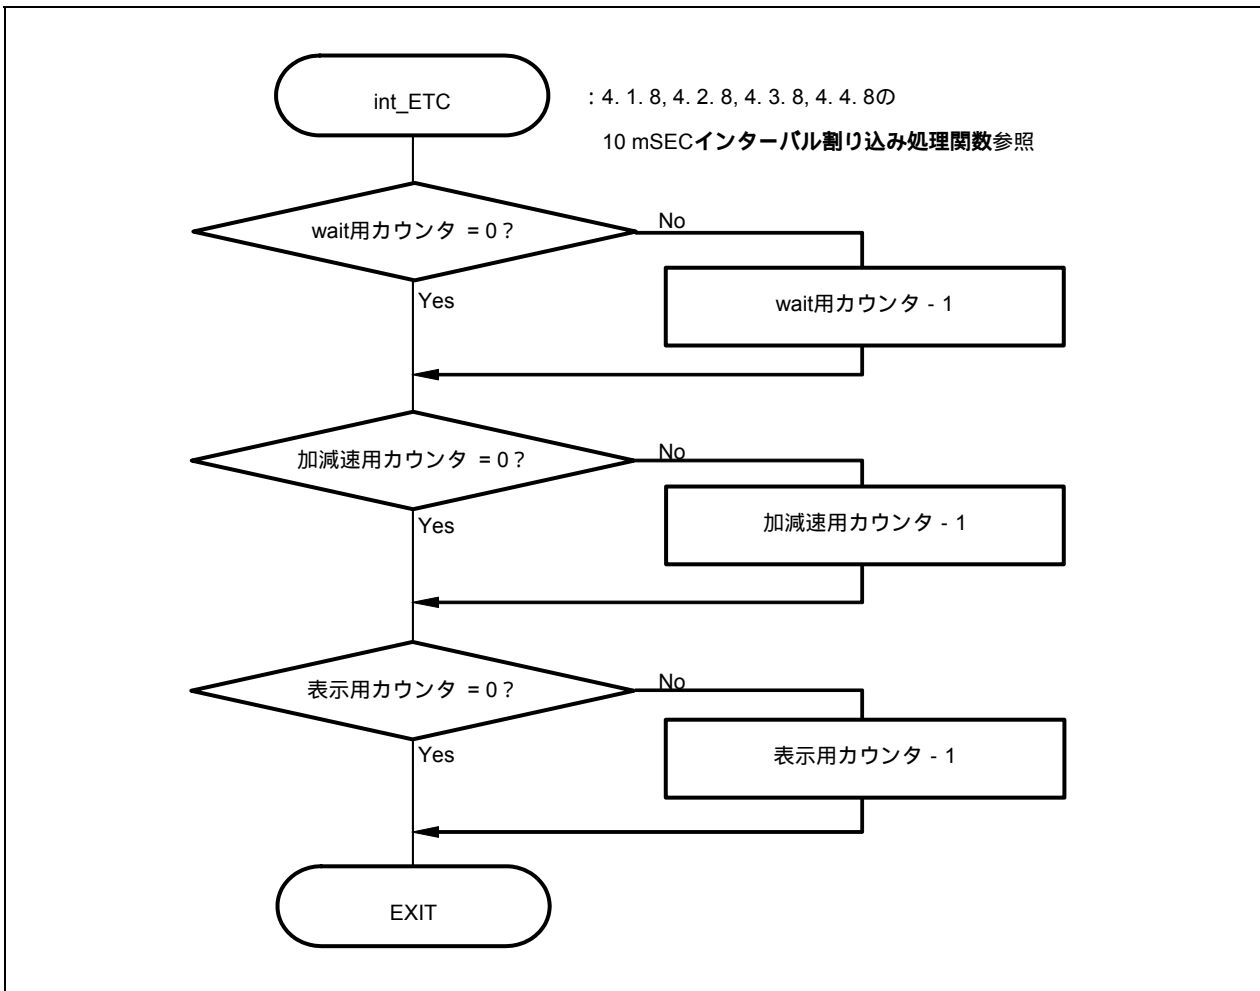 int_ETC
: 4. 1. 8, 4. 2. 8, 4. 3. 8, 4. 4. 8の
10 mSECインターバル割り込み処理関数参照
wait用カウンタ = 0？
No
wait用カウンタ - 1
Yes
加減速用カウンタ = 0？
No
加減速用カウンタ - 1
Yes
表示用カウンタ = 0？
No
表示用カウンタ - 1
Yes
EXIT